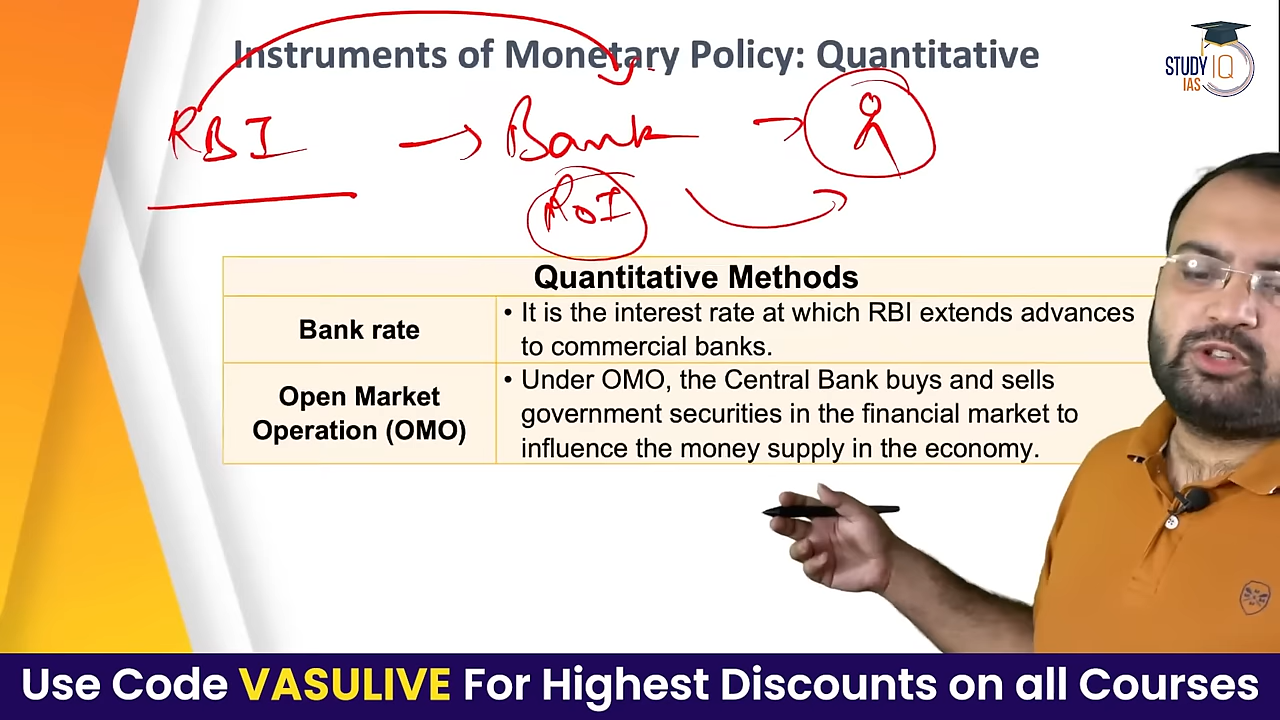 Instruments of Monetary Policy: Quantitative
STUDY IQ
IAS
RBI → Bank →
ROI
Quantitative Methods
Bank rate
• It is the interest rate at which RBI extends advances
to commercial banks.
Open Market
Operation (OMO)
• Under OMO, the Central Bank buys and sells
government securities in the financial market to
influence the money supply in the economy.
Use Code VASULIVE For Highest Discounts on all Courses